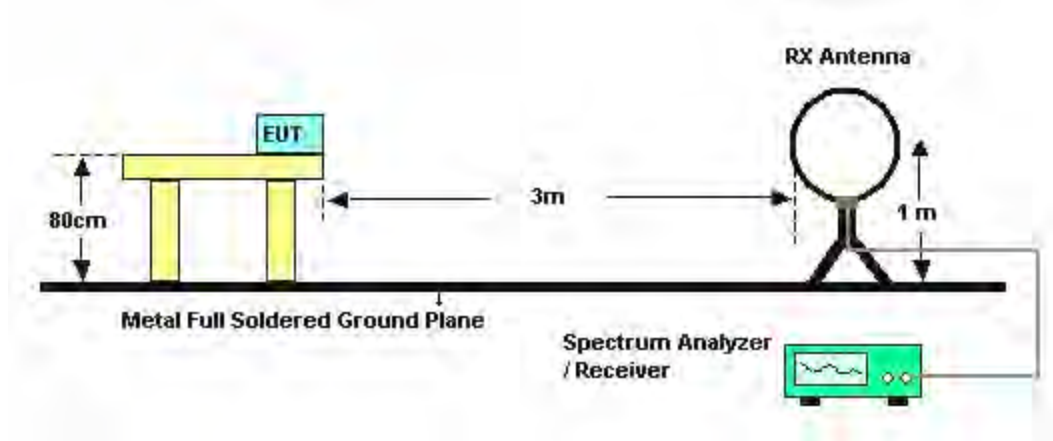 RX Antenna
EUT
3m
80cm
1 m
Metal Full Soldered Ground Plane
Spectrum Analyzer
/ Receiver